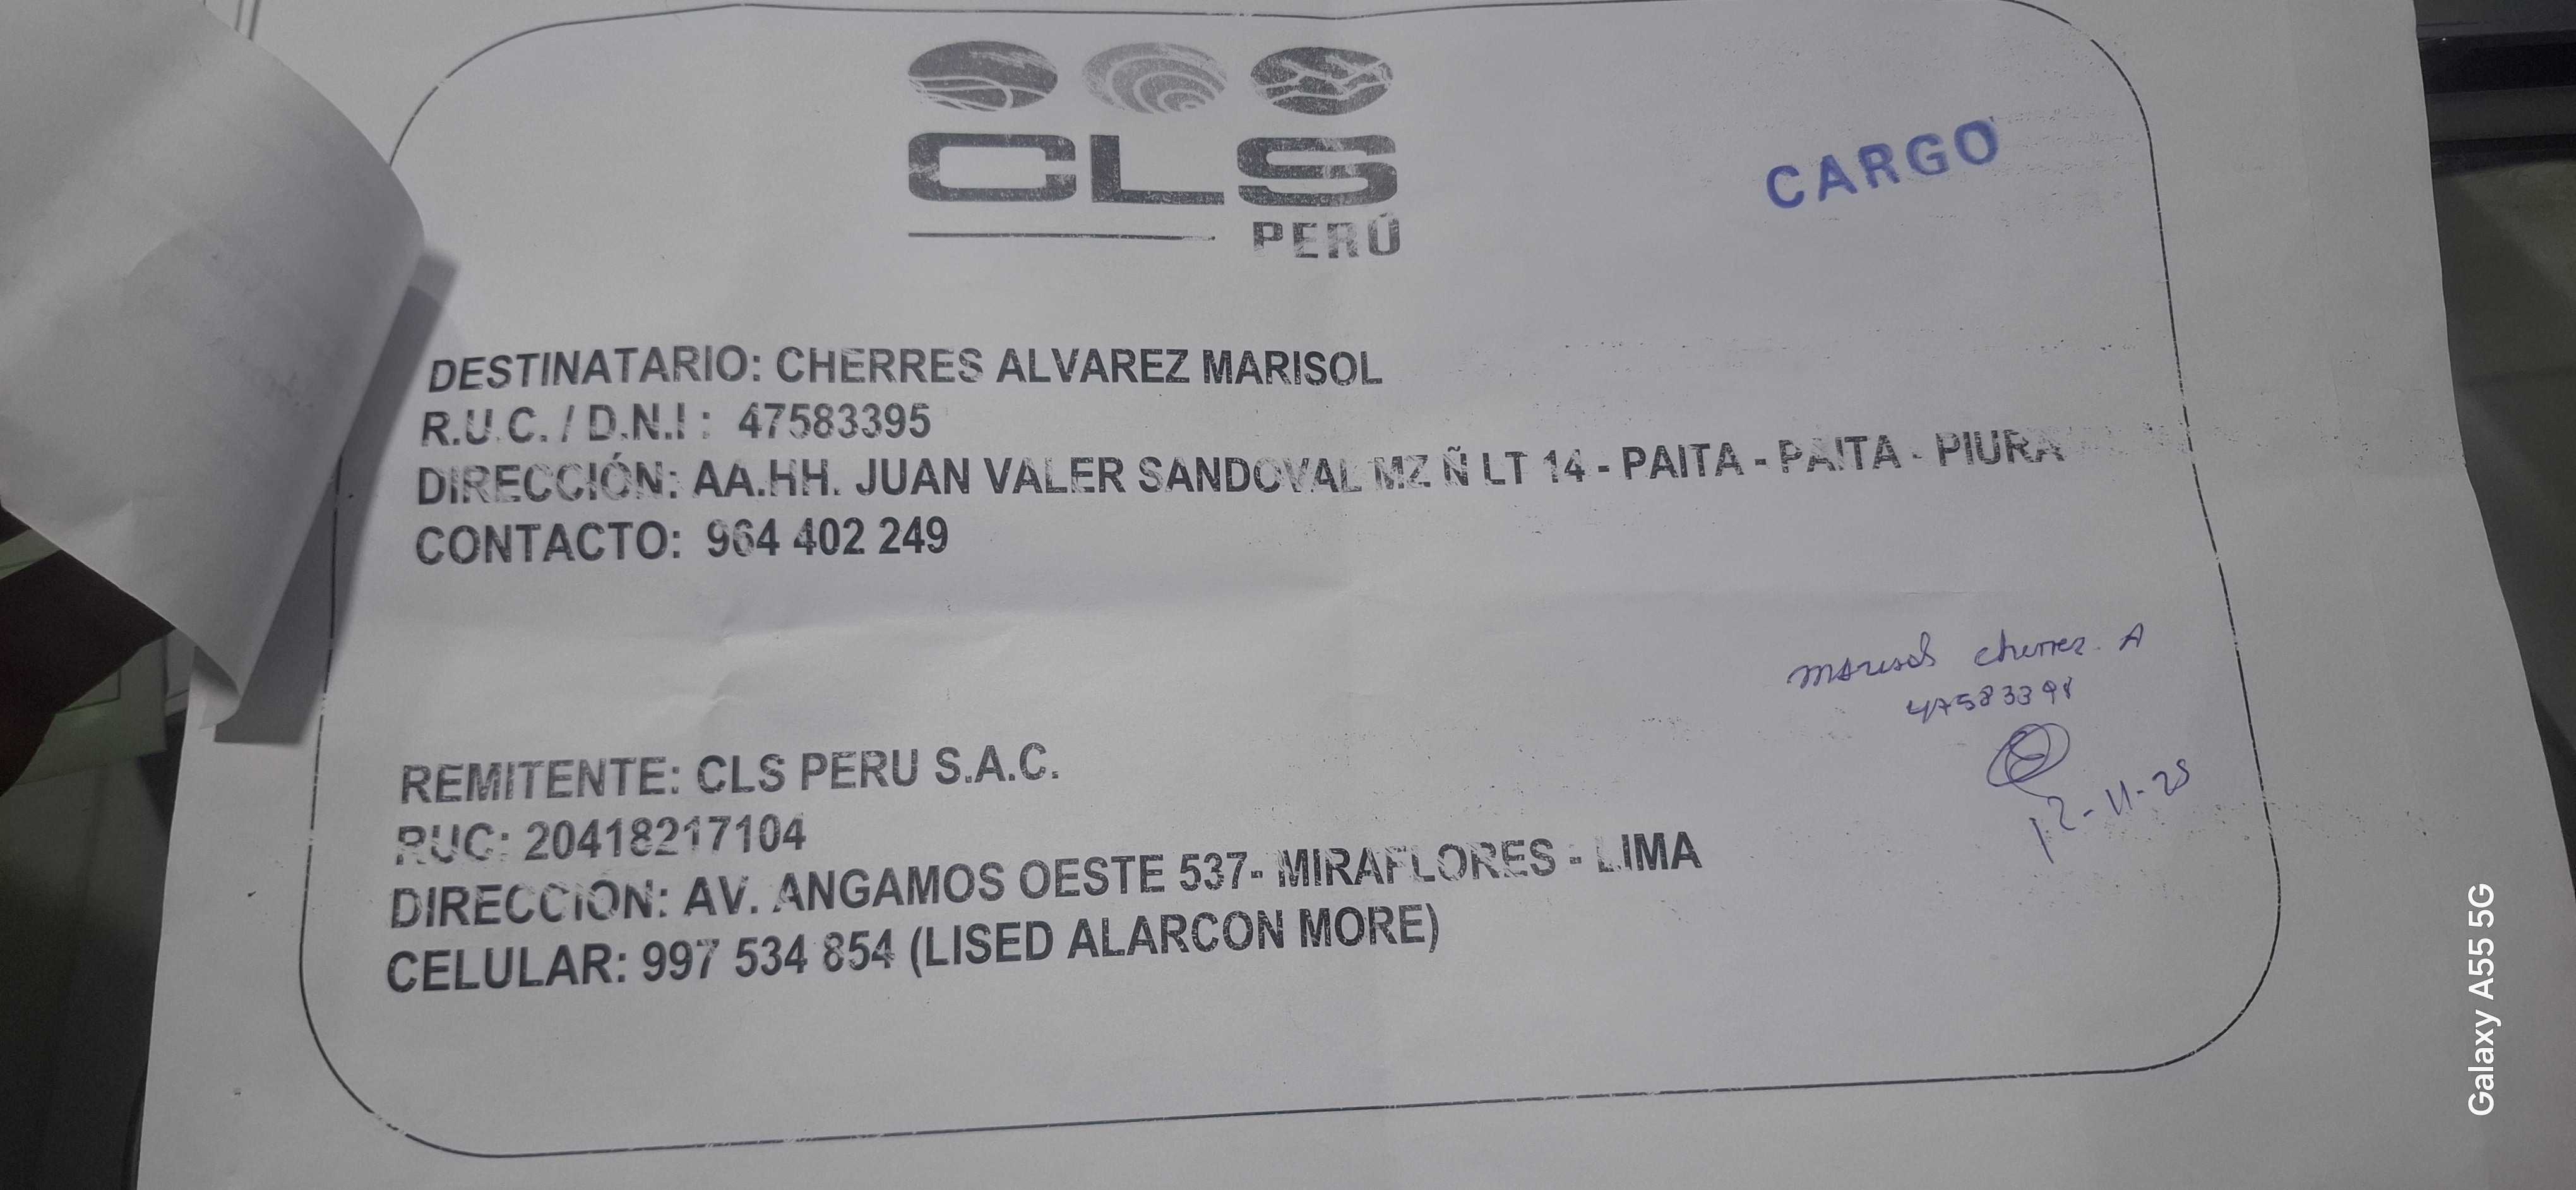 CLS
PERÚ
CARGO
DESTINATARIO: CHERRES ALVAREZ MARISOL
R.U.C. / D.N.I : 47583395
DIRECCIÓN: AA.HH. JUAN VALER SANDOVAL MZ Ñ LT 14 - PAITA - PAITA - PIURA
CONTACTO: 964 402 249
Marisol cherres. A
475833
12-11-25
REMITENTE: CLS PERU S.A.C.
RUC: 20418217104
DIRECCIÓN: AV. ANGAMOS OESTE 537- MIRAFLORES - LIMA
CELULAR: 997 534 854 (LISED ALARCON MORE)
Galaxy A55 5G